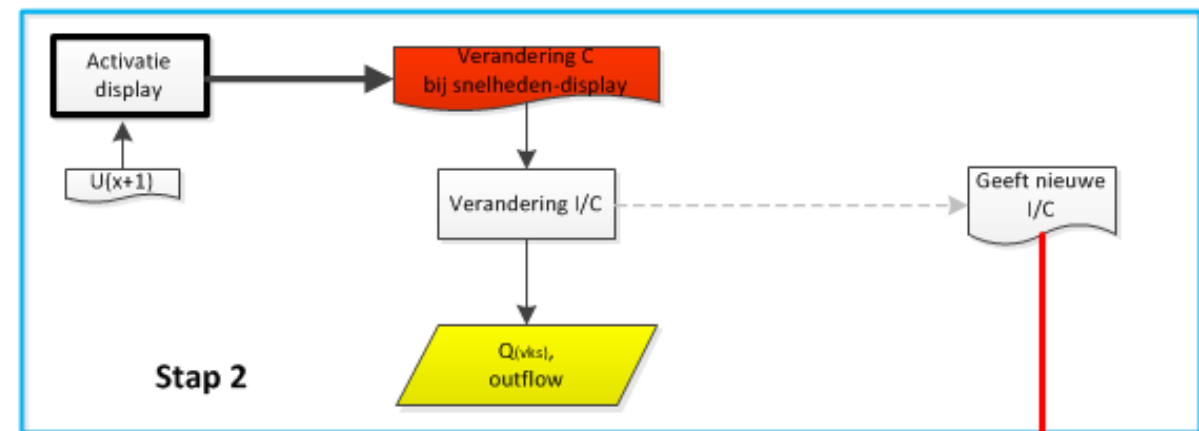 Activatie
display
Verandering C
bij snelheden-display
U(x+1)
Verandering I/C
Geeft nieuwe
I/C
Q(vks),
outflow
Stap 2